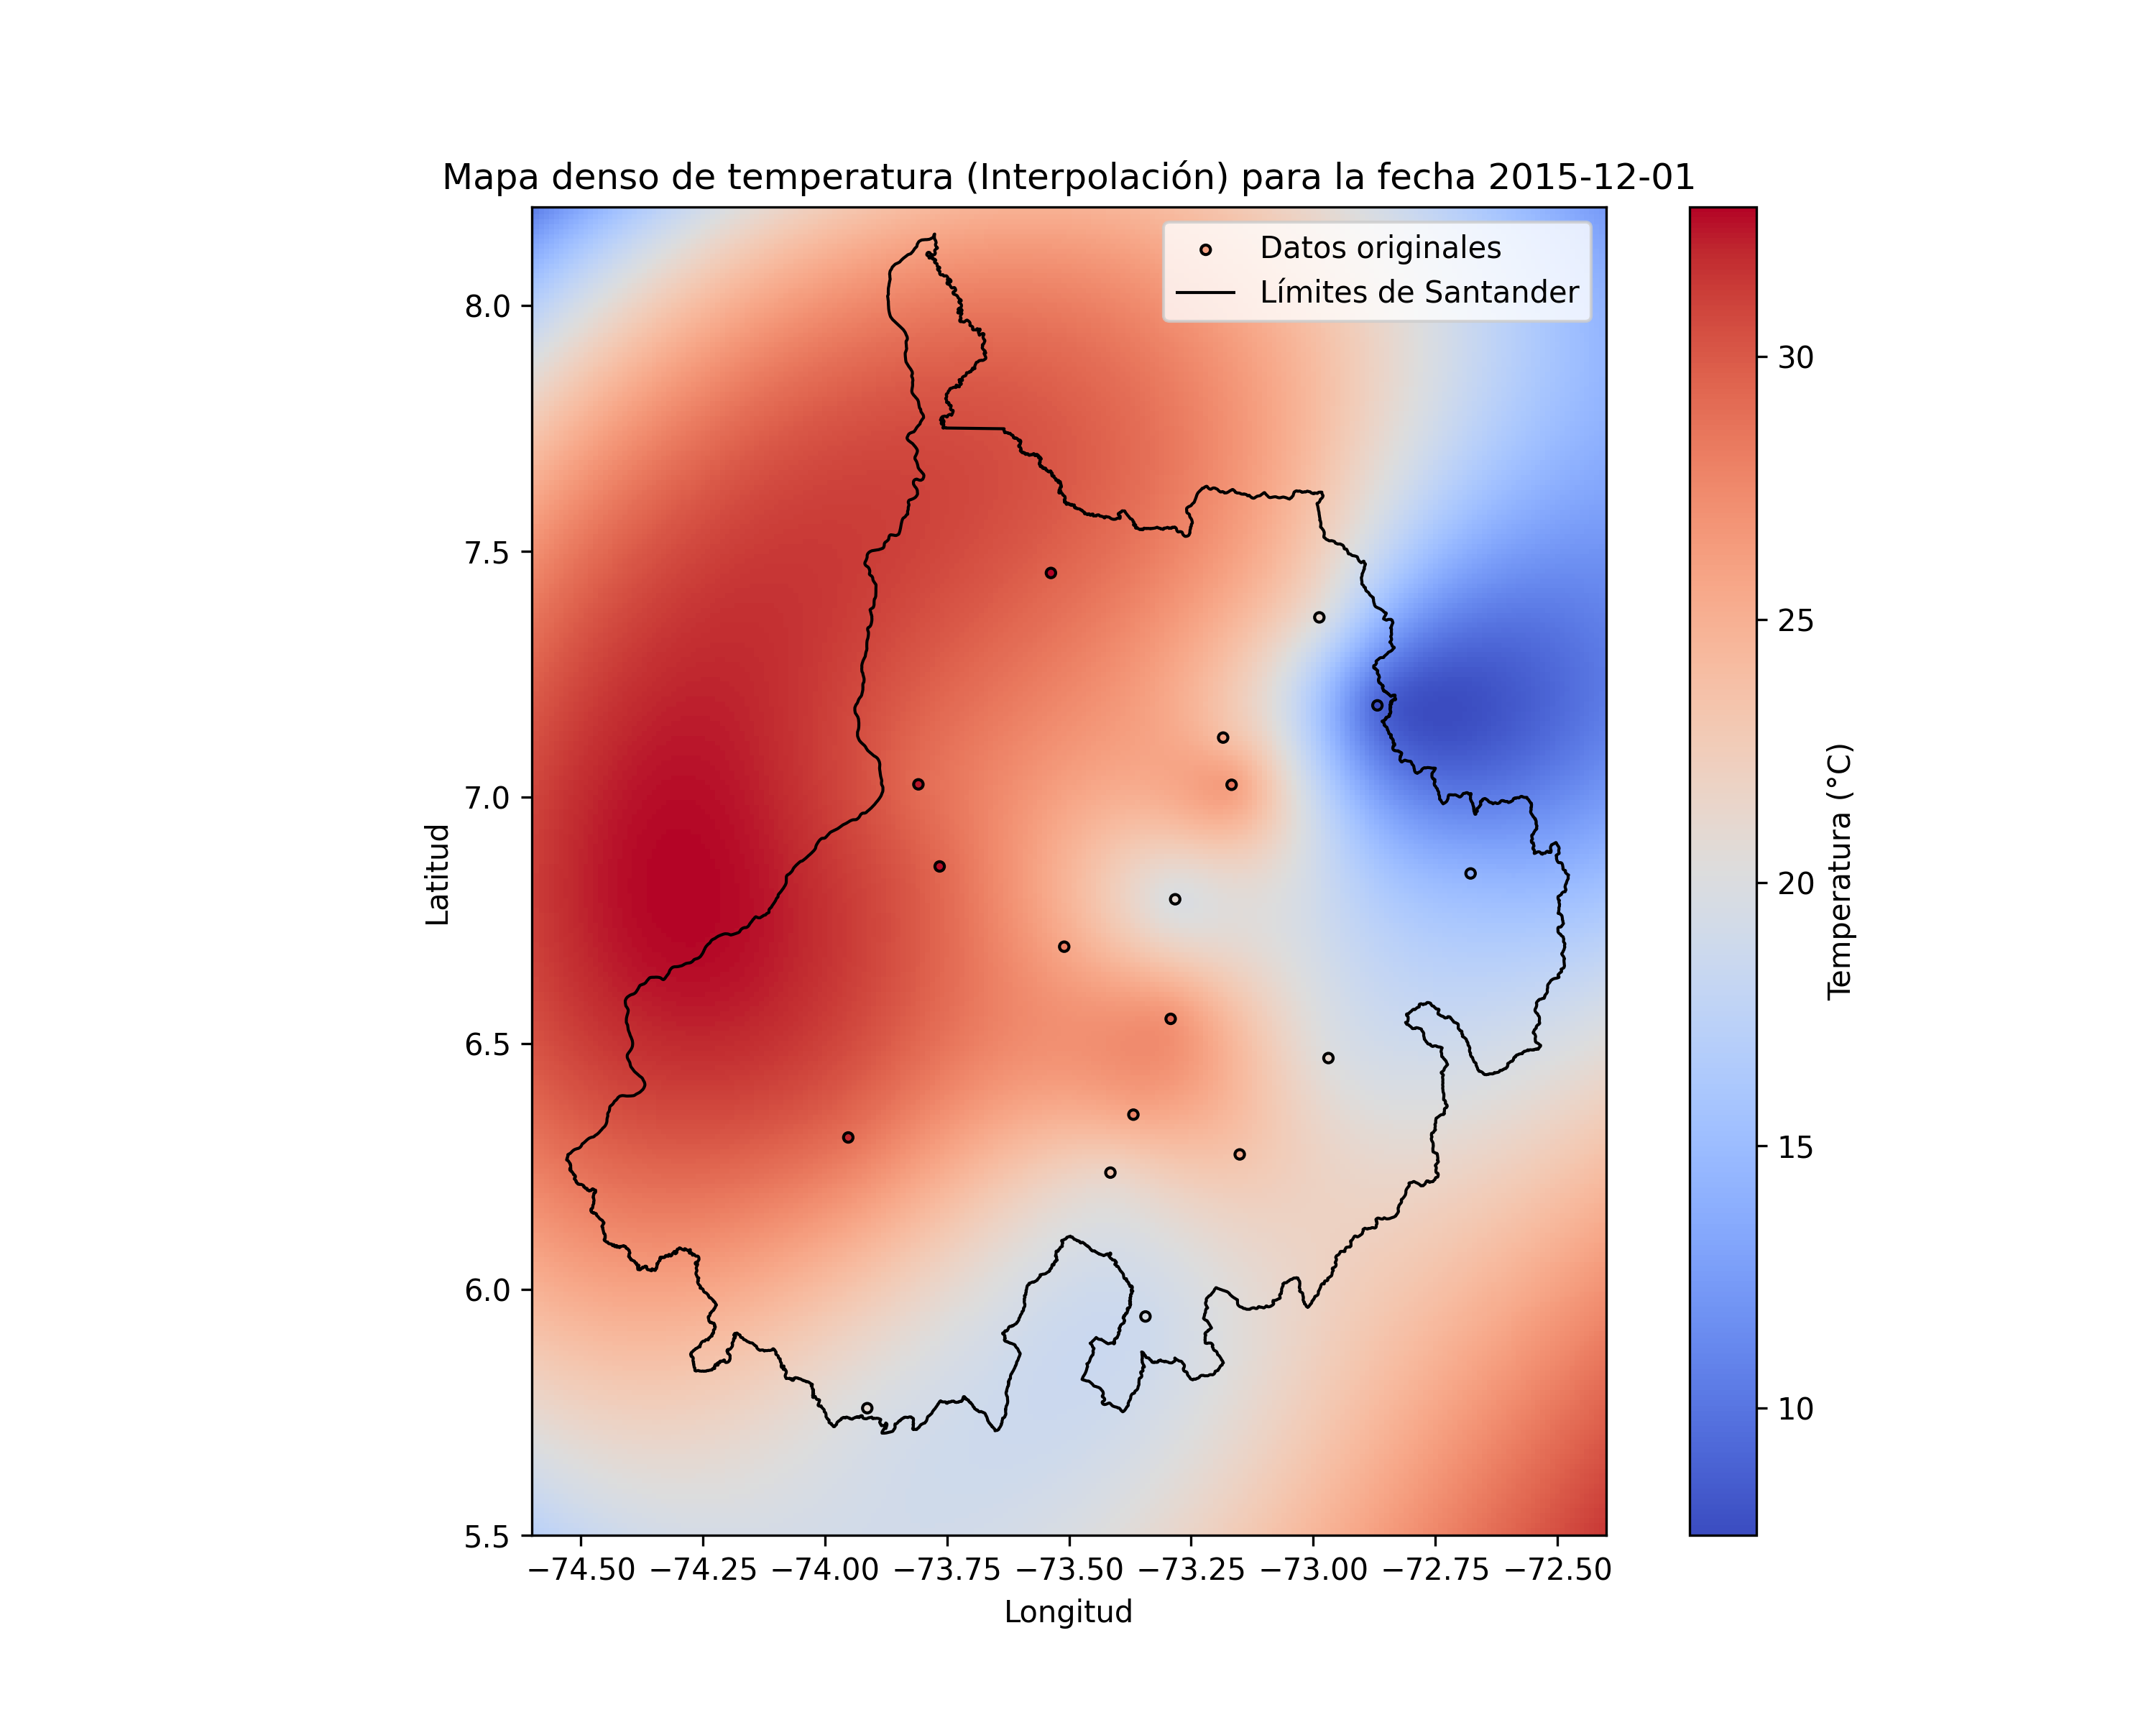 Mapa denso de temperatura (Interpolación) para la fecha 2015-12-01
Datos originales
Límites de Santander
8.0
7.5
7.0
6.5
6.0
5.5
Latitud
−74.50 −74.25 −74.00 −73.75 −73.50 −73.25 −73.00 −72.75 −72.50
Longitud
30
25
20
15
10
Temperatura (°C)